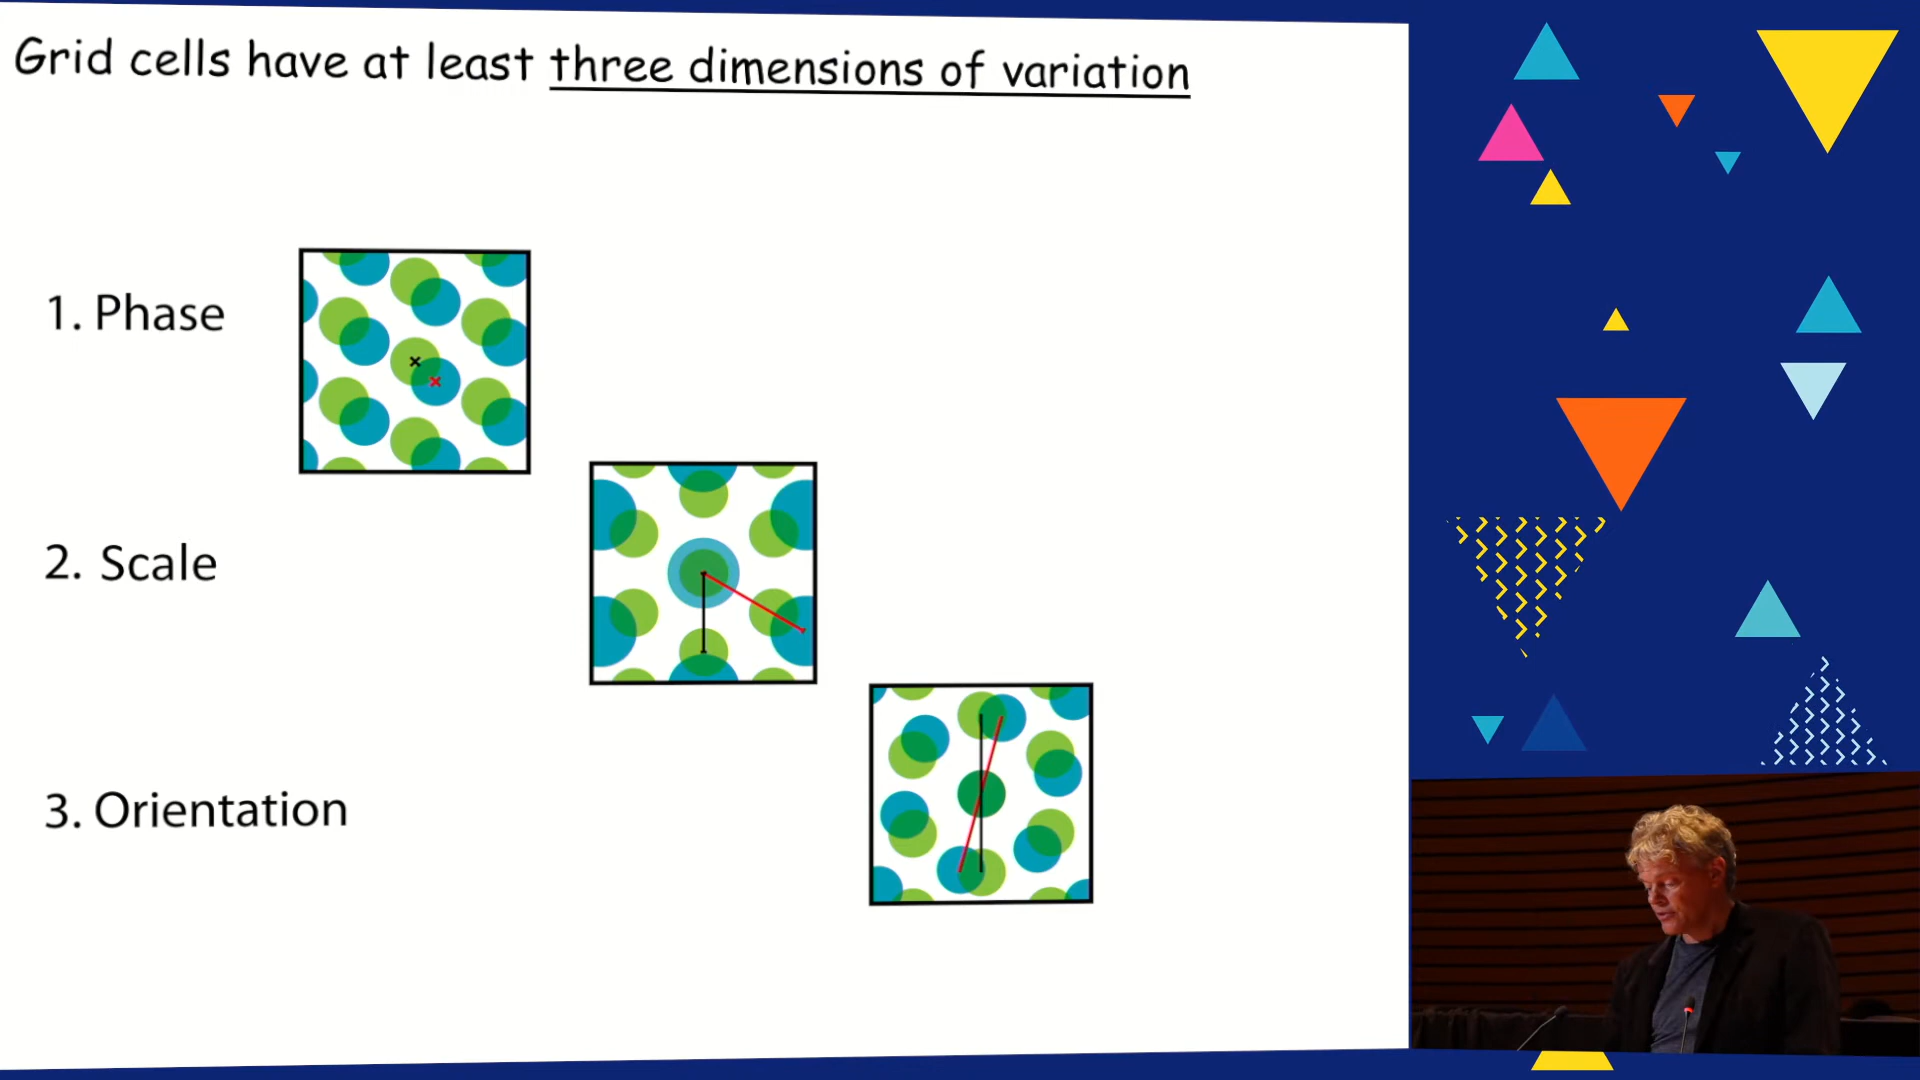 Grid cells have at least three dimensions of variation
1. Phase
2. Scale
3. Orientation